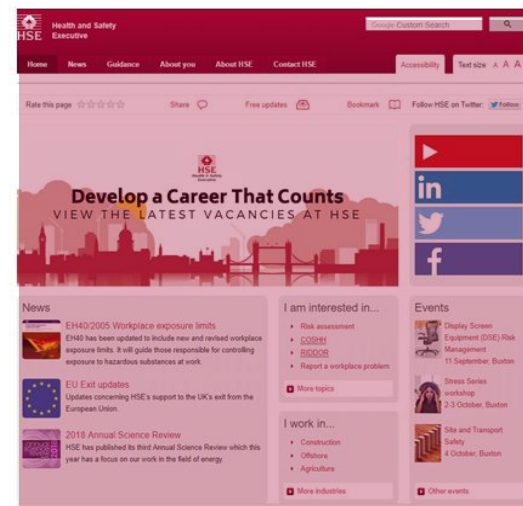 HSE
Health and Safety
Executive
Google Custom Search
Home News Guidance About you About HSE Contact HSE Accessibility Text size A A A
Rate this page Share Free updates Bookmark Follow HSE on Twitter: Follow
HSE
Health & Safety
Executive
Develop a Career That Counts
VIEW THE LATEST VACANCIES AT HSE
in
f
News
EH40/2005 Workplace exposure limits
EH40 has been updated to include new and revised workplace
exposure limits. It will guide those responsible for controlling
exposure to hazardous substances at work.
EU Exit updates
Updates concerning HSE's support to the UK's exit from the
European Union.
2018 Annual Science Review
HSE has published its third Annual Science Review which this
year has a focus on our work in the field of energy.
I am interested in...
Risk assessment
COSHH
RIDDOR
Report a workplace problem
More topics
I work in...
Construction
Offshore
Agriculture
More industries
Events
Display Screen
Equipment (DSE) Risk
Management
11 September, Buxton
Stress Series
workshop
2-3 October, Buxton
Site and Transport
Safety
4 October, Buxton
Other events